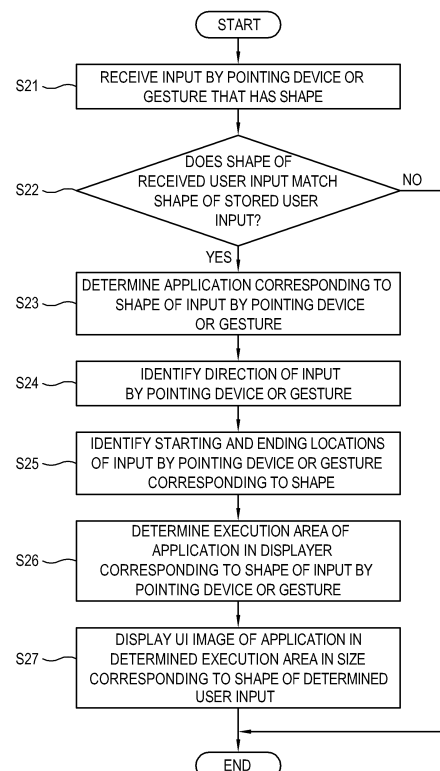 START
S21
RECEIVE INPUT BY POINTING DEVICE OR
GESTURE THAT HAS SHAPE
S22
DOES SHAPE OF
RECEIVED USER INPUT MATCH
SHAPE OF STORED USER
INPUT?
NO
YES
S23
DETERMINE APPLICATION CORRESPONDING TO
SHAPE OF INPUT BY POINTING DEVICE
OR GESTURE
S24
IDENTIFY DIRECTION OF INPUT
BY POINTING DEVICE OR GESTURE
S25
IDENTIFY STARTING AND ENDING LOCATIONS
OF INPUT BY POINTING DEVICE OR GESTURE
CORRESPONDING TO SHAPE
S26
DETERMINE EXECUTION AREA OF
APPLICATION IN DISPLAYER
CORRESPONDING TO SHAPE OF INPUT BY
POINTING DEVICE OR GESTURE
S27
DISPLAY UI IMAGE OF APPLICATION IN
DETERMINED EXECUTION AREA IN SIZE
CORRESPONDING TO SHAPE OF DETERMINED
USER INPUT
END